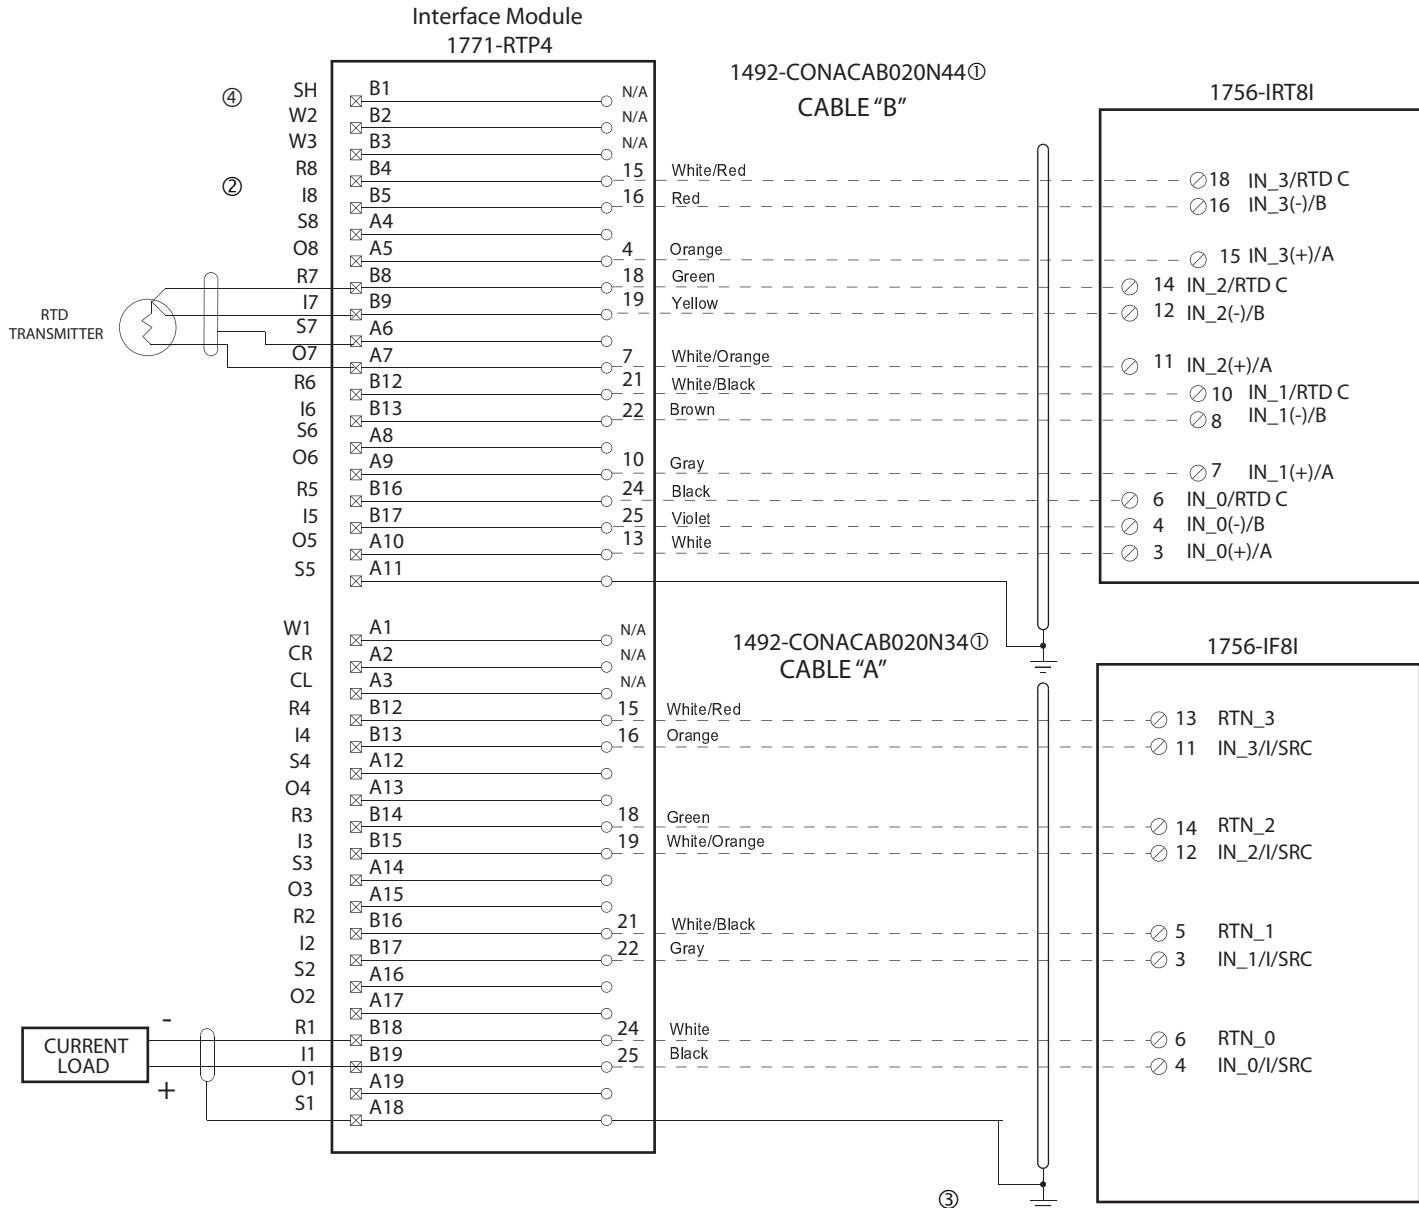 Interface Module
1771-RTP4
1492-CONACAB020N44①
CABLE “B”
1756-IRT8I
④
②
SH B1 N/A
W2 B2 N/A
W3 B3 N/A
R8 B4 15 White/Red 18 IN_3/RTD C
I8 B5 16 Red 16 IN_3(-)/B
S8 A4
O8 A5 4 Orange 15 IN_3(+)/A
R7 B8 18 Green 14 IN_2/RTD C
I7 B9 19 Yellow 12 IN_2(-)/B
RTD
TRANSMITTER
S7 A6
O7 A7 7 White/Orange 11 IN_2(+)/A
R6 B12 21 White/Black 10 IN_1/RTD C
I6 B13 22 Brown 8 IN_1(-)/B
S6 A8
O6 A9 10 Gray 7 IN_1(+)/A
R5 B16 24 Black 6 IN_0/RTD C
I5 B17 25 Violet 4 IN_0(-)/B
O5 A10 13 White 3 IN_0(+)/A
S5 A11
1492-CONACAB020N34①
CABLE “A”
1756-IF8I
W1 A1 N/A
CR A2 N/A
CL A3 N/A
R4 B12 15 White/Red 13 RTN_3
I4 B13 16 Orange 11 IN_3/I/SRC
S4 A12
O4 A13
R3 B14 18 Green 14 RTN_2
I3 B15 19 White/Orange 12 IN_2/I/SRC
S3 A14
O3 A15
R2 B16 21 White/Black 5 RTN_1
I2 B17 22 Gray 3 IN_1/I/SRC
S2 A16
O2 A17
-
R1 B18 24 White 6 RTN_0
CURRENT
LOAD
I1 B19 25 Black 4 IN_0/I/SRC
+
O1 A19
S1 A18
③